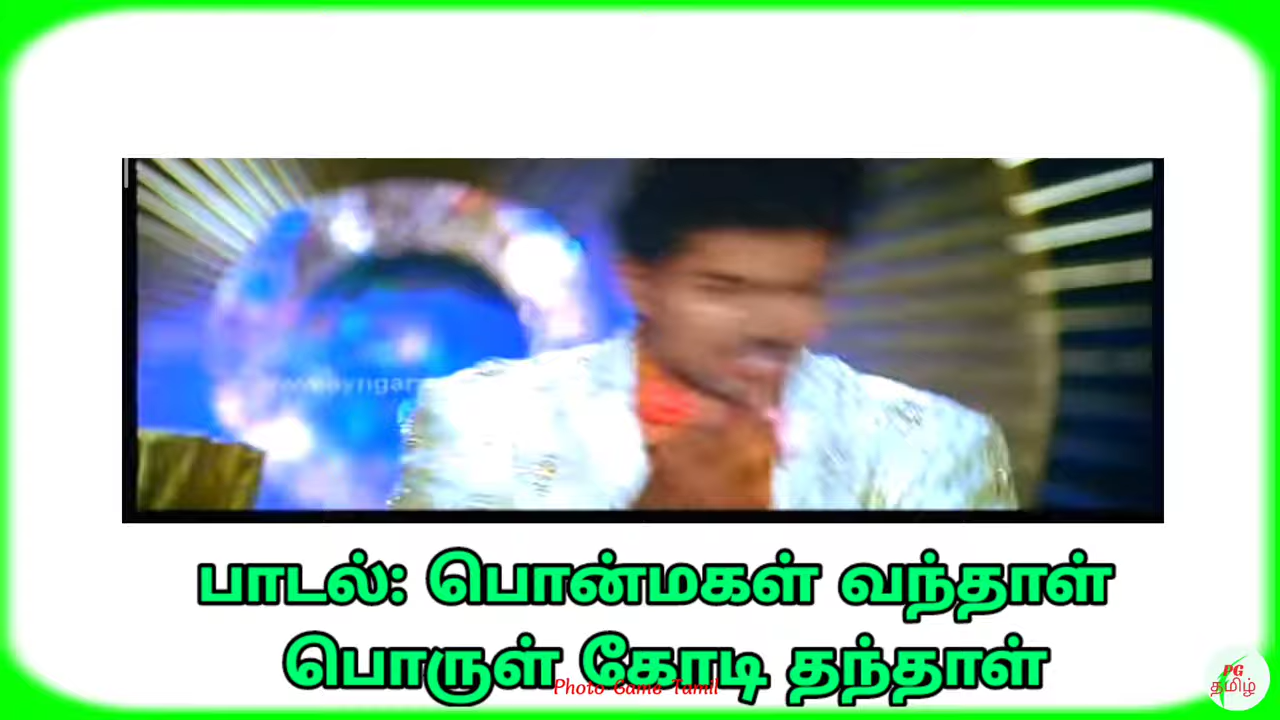 பாடல்: பொன்மகள் வந்தாள்
பொருள் கோடி தந்தாள்
Photo Game Tamil
PG
தமிழ்